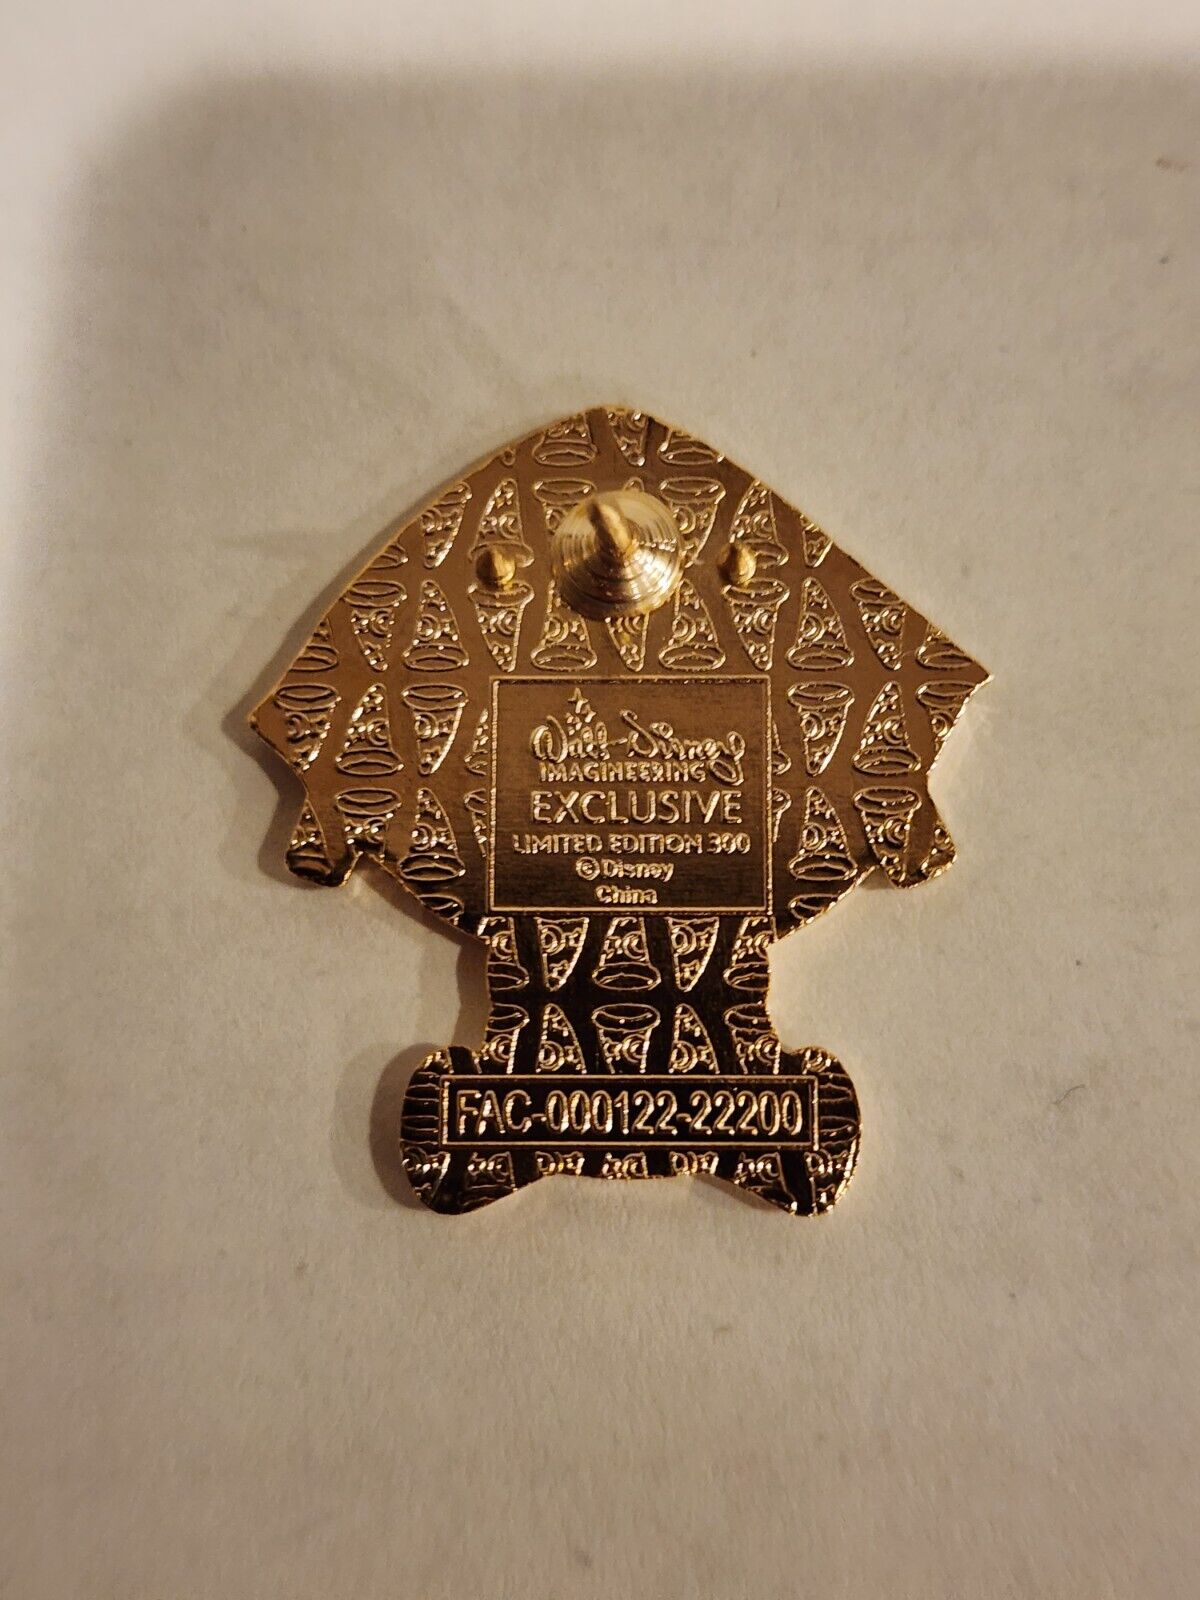 Walt Disney
IMAGINEERING
EXCLUSIVE
LIMITED EDITION 300
©Disney
China
FAC-000122-22200